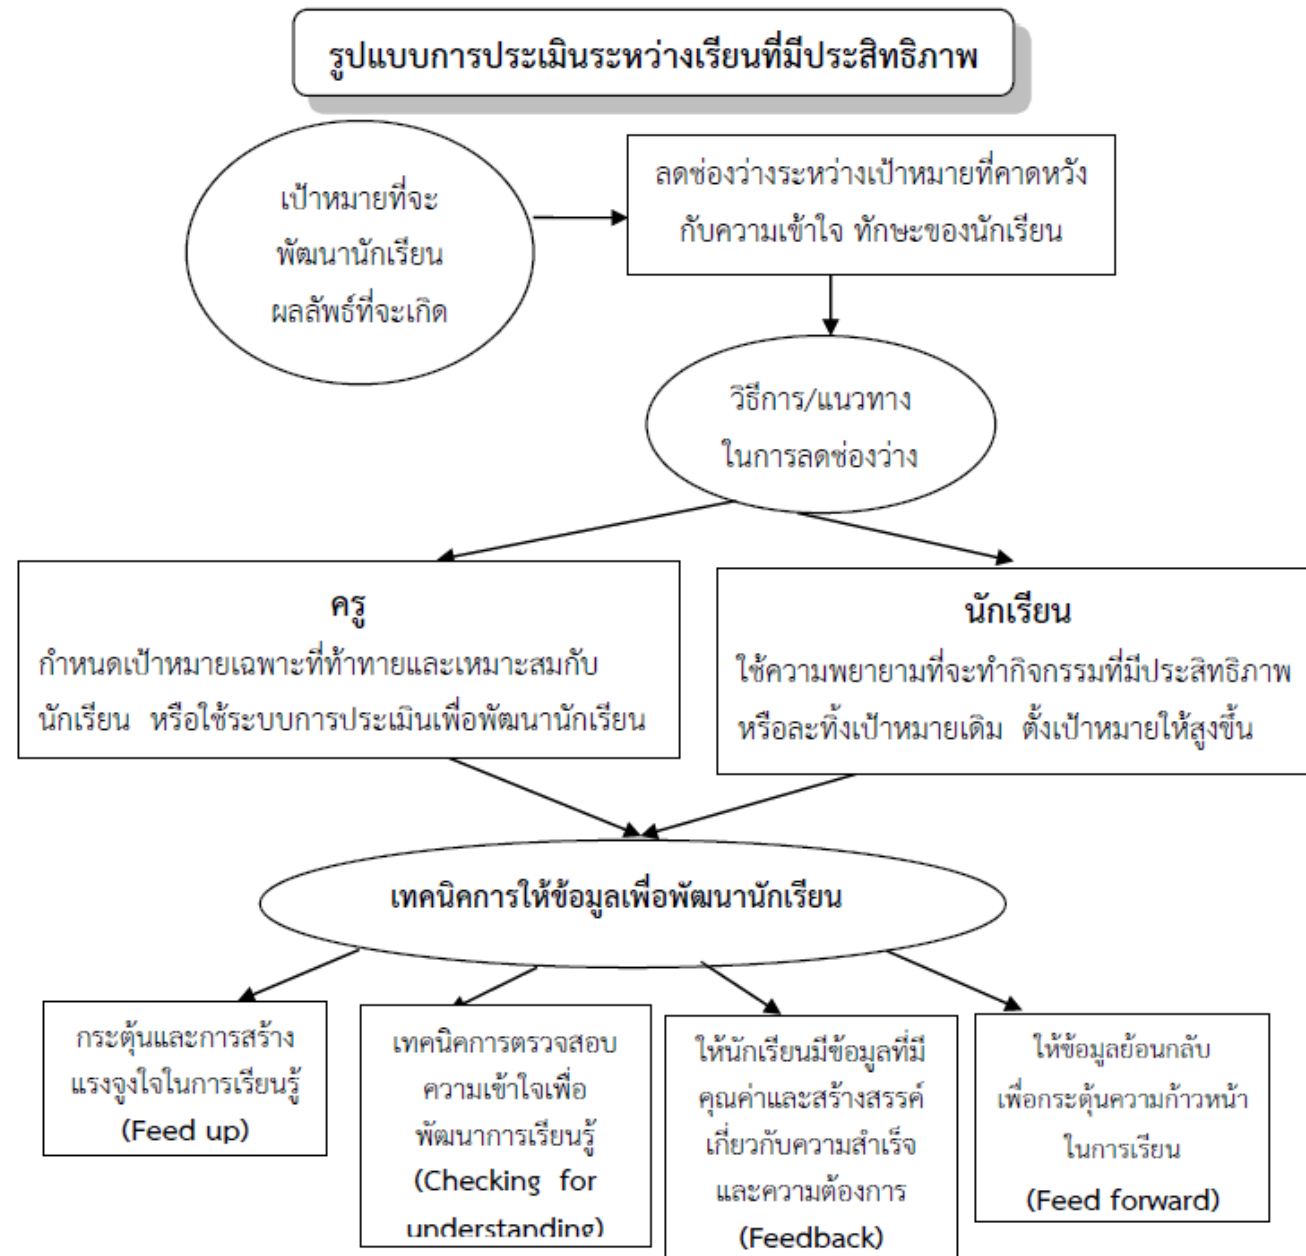 รูปแบบการประเมินระหว่างเรียนที่มีประสิทธิภาพ
เป้าหมายที่จะ
พัฒนานักเรียน
ผลลัพธ์ที่จะเกิด
ลดช่องว่างระหว่างเป้าหมายที่คาดหวัง
กับความเข้าใจ ทักษะของนักเรียน
วิธีการ/แนวทาง
ในการลดช่องว่าง
ครู
กำหนดเป้าหมายเฉพาะที่ท้าทายและเหมาะสมกับ
นักเรียน หรือใช้ระบบการประเมินเพื่อพัฒนานักเรียน
นักเรียน
ใช้ความพยายามที่จะทำกิจกรรมที่มีประสิทธิภาพ
หรือละทิ้งเป้าหมายเดิม ตั้งเป้าหมายให้สูงขึ้น
เทคนิคการให้ข้อมูลเพื่อพัฒนานักเรียน
กระตุ้นและการสร้าง
แรงจูงใจในการเรียนรู้
(Feed up)
เทคนิคการตรวจสอบ
ความเข้าใจเพื่อ
พัฒนาการเรียนรู้
(Checking for
understanding)
ให้นักเรียนมีข้อมูลที่มี
คุณค่าและสร้างสรรค์
เกี่ยวกับความสำเร็จ
และความต้องการ
(Feedback)
ให้ข้อมูลย้อนกลับ
เพื่อกระตุ้นความก้าวหน้า
ในการเรียน
(Feed forward)